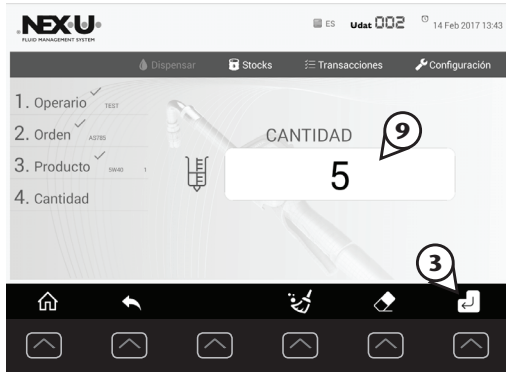 NEX·U·
FLUID MANAGEMENT SYSTEM
ES Udat 002 14 Feb 2017 13:43
Dispensar Stocks Transacciones Configuración
1. Operario TEST
2. Orden AS785
3. Producto 5W40 1
4. Cantidad
CANTIDAD
9
5
3